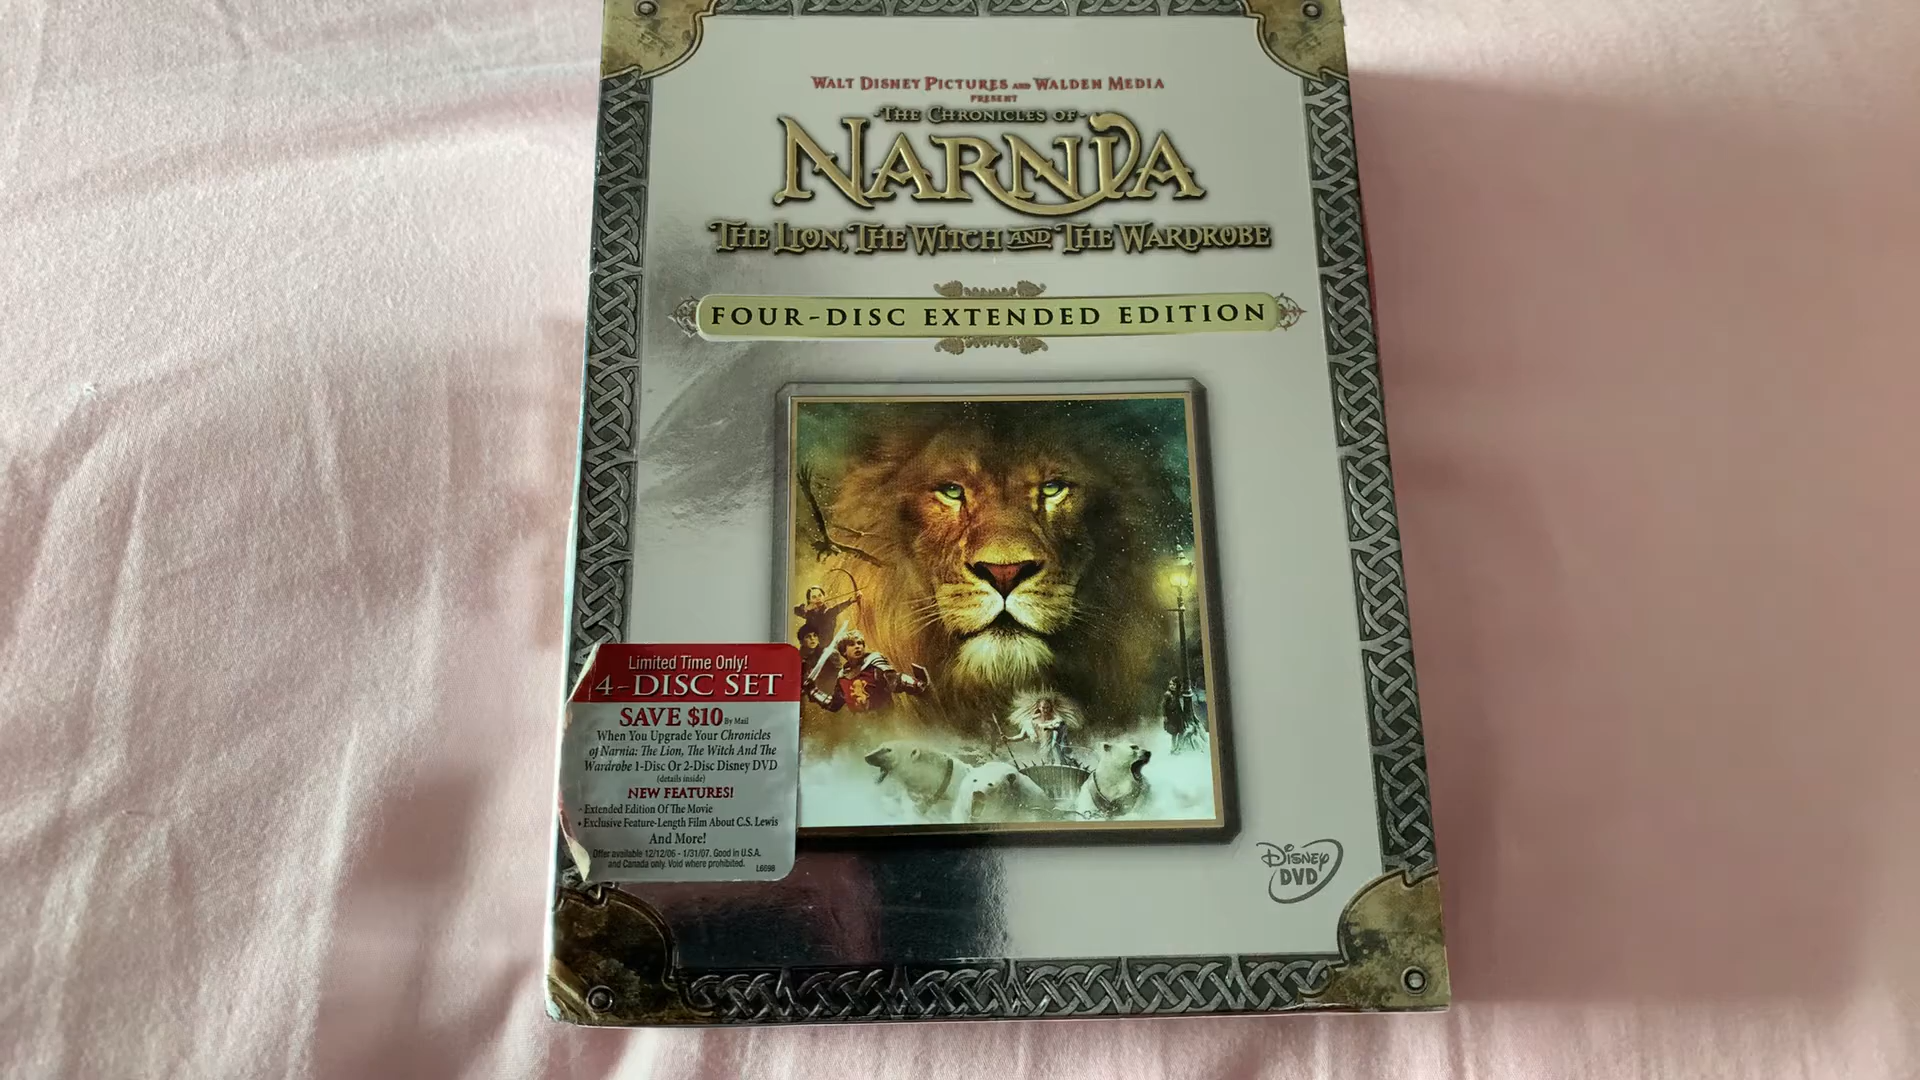 WALT DISNEY PICTURES AND WALDEN MEDIA
PRESENT
THE CHRONICLES OF
NARNIA
THE LION, THE WITCH AND THE WARDROBE
FOUR-DISC EXTENDED EDITION
Limited Time Only!
4-DISC SET
SAVE $10 By Mail
When You Upgrade Your Chronicles
of Narnia: The Lion, The Witch And The
Wardrobe 1-Disc Or 2-Disc Disney DVD
(details inside)
NEW FEATURES!
• Extended Edition Of The Movie
• Exclusive Feature-Length Film About C.S. Lewis
And More!
Offer available 12/12/06 - 1/31/07. Good in U.S.A.
and Canada only. Void where prohibited.
L6698
DISNEY
DVD